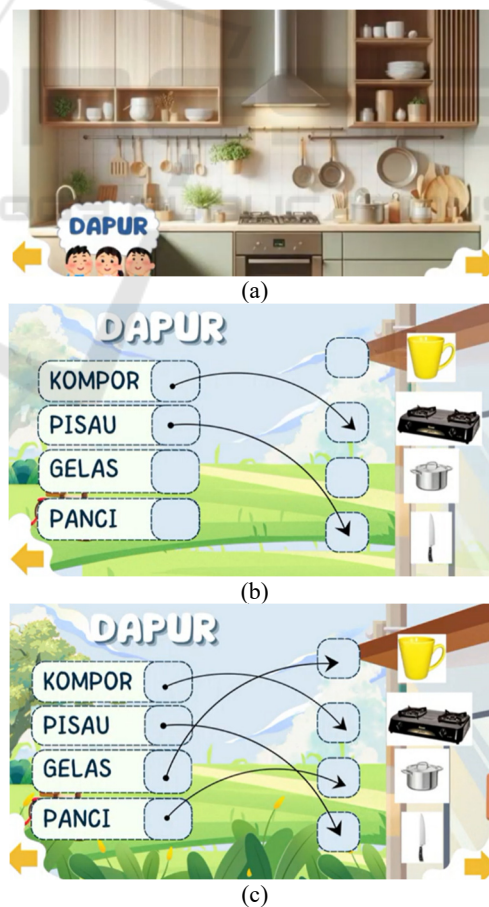 DAPUR
(a)
DAPUR
KOMPOR
PISAU
GELAS
PANCI
(b)
DAPUR
KOMPOR
PISAU
GELAS
PANCI
(c)